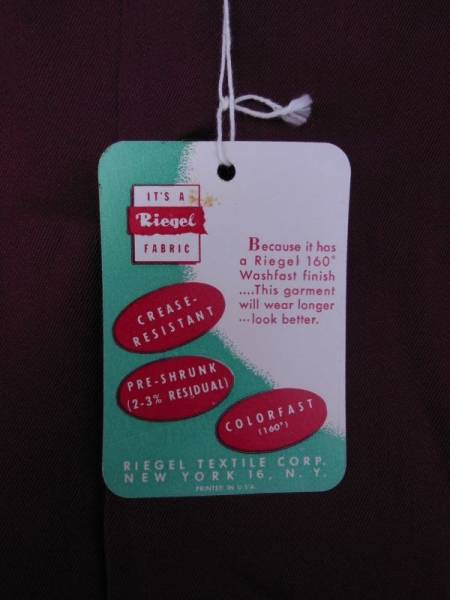 IT'S A
Riegel
FABRIC
Because it has
a Riegel 160°
Washfast finish
....This garment
will wear longer
...look better.
CREASE-
RESISTANT
PRE-SHRUNK
(2-3% RESIDUAL)
COLORFAST
(160°)
RIEGEL TEXTILE CORP.
NEW YORK 16, N. Y.
PRINTED IN U.S.A.